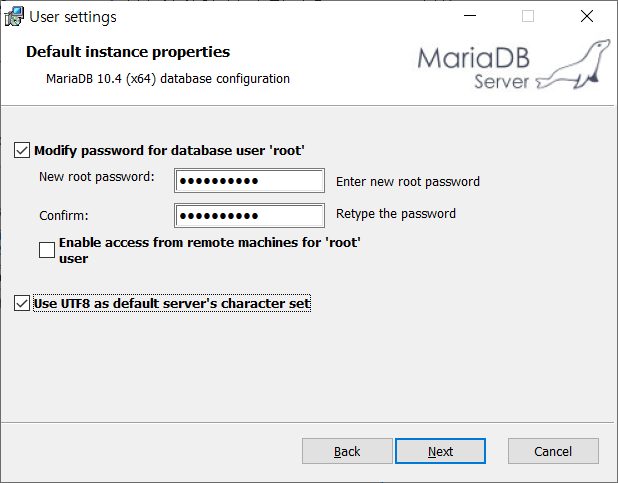 User settings
Default instance properties
MariaDB 10.4 (x64) database configuration
MariaDB
Server
Modify password for database user 'root'
New root password:
●●●●●●●●●●
Enter new root password
Confirm:
●●●●●●●●●●
Retype the password
Enable access from remote machines for 'root'
user
Use UTF8 as default server's character set
Back
Next
Cancel